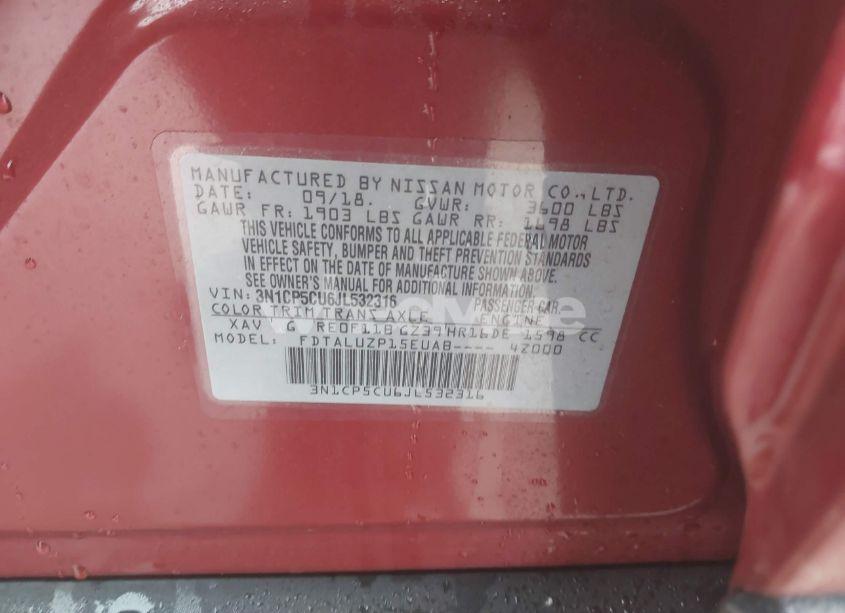 MANUFACTURED BY NISSAN MOTOR CO.,LTD.
DATE: 09/18. GVWR: 3600 LBS
GAWR FR: 1903 LBS GAWR RR: 1698 LBS
THIS VEHICLE CONFORMS TO ALL APPLICABLE FEDERAL MOTOR
VEHICLE SAFETY, BUMPER AND THEFT PREVENTION STANDARDS
IN EFFECT ON THE DATE OF MANUFACTURE SHOWN ABOVE.
SEE OWNER'S MANUAL FOR ADDITIONAL INFORMATION
VIN: 3N1CP5CU6JL532316 PASSENGER CAR.
COLOR TRIM TRANS AXLE ENGINE
XAV G RE0F11B GZ39 HR16DE 1598 CC
MODEL: FDTALUZP15EUAB---- 4Z000
3N1CP5CU6JL532316